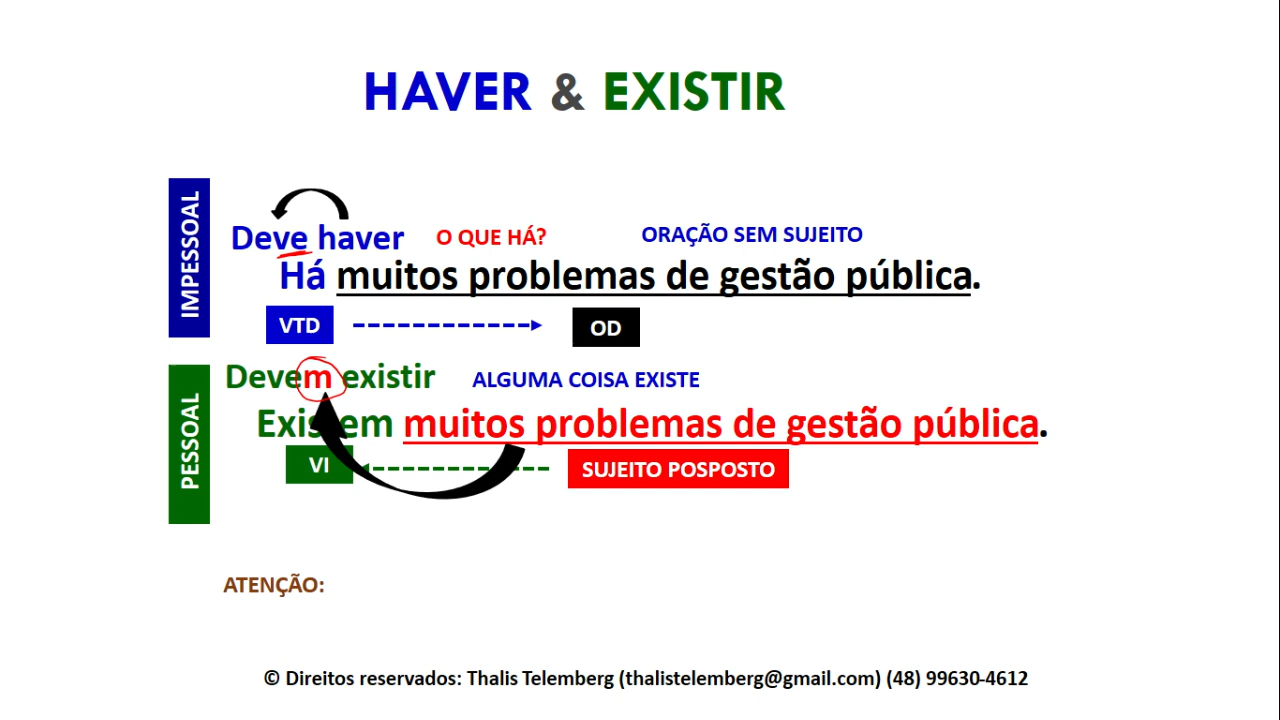 HAVER & EXISTIR
IMPESSOAL
Deve haver O QUE HÁ? ORAÇÃO SEM SUJEITO
Há muitos problemas de gestão pública.
VTD OD
PESSOAL
Devem existir ALGUMA COISA EXISTE
Existem muitos problemas de gestão pública.
VI SUJEITO POSPOSTO
ATENÇÃO:
© Direitos reservados: Thalis Telemberg (thalistelemberg@gmail.com) (48) 99630-4612